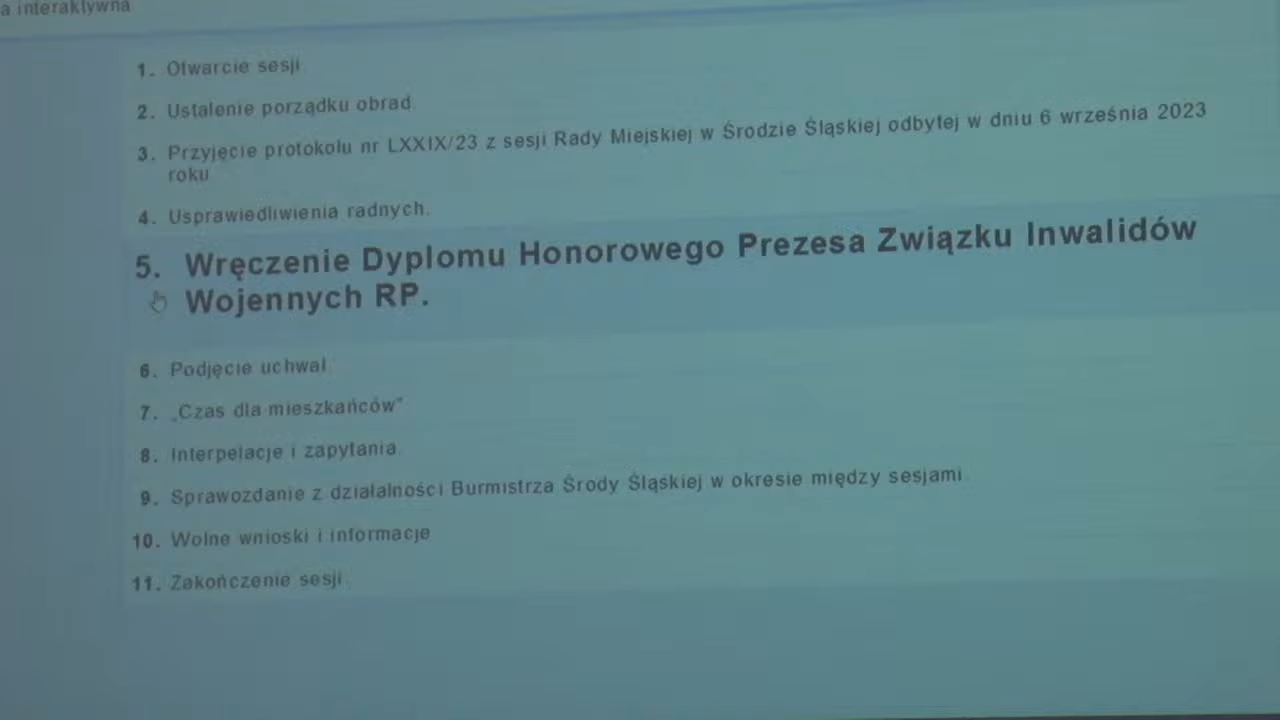 a interaktywna
1. Otwarcie sesji.
2. Ustalenie porządku obrad.
3. Przyjęcie protokołu nr LXXIX/23 z sesji Rady Miejskiej w Środzie Śląskiej odbytej w dniu 6 września 2023
roku.
4. Usprawiedliwienia radnych.
5. Wręczenie Dyplomu Honorowego Prezesa Związku Inwalidów
Wojennych RP.
6. Podjęcie uchwał.
7. „Czas dla mieszkańców”
8. Interpelacje i zapytania.
9. Sprawozdanie z działalności Burmistrza Środy Śląskiej w okresie między sesjami.
10. Wolne wnioski i informacje
11. Zakończenie sesji.